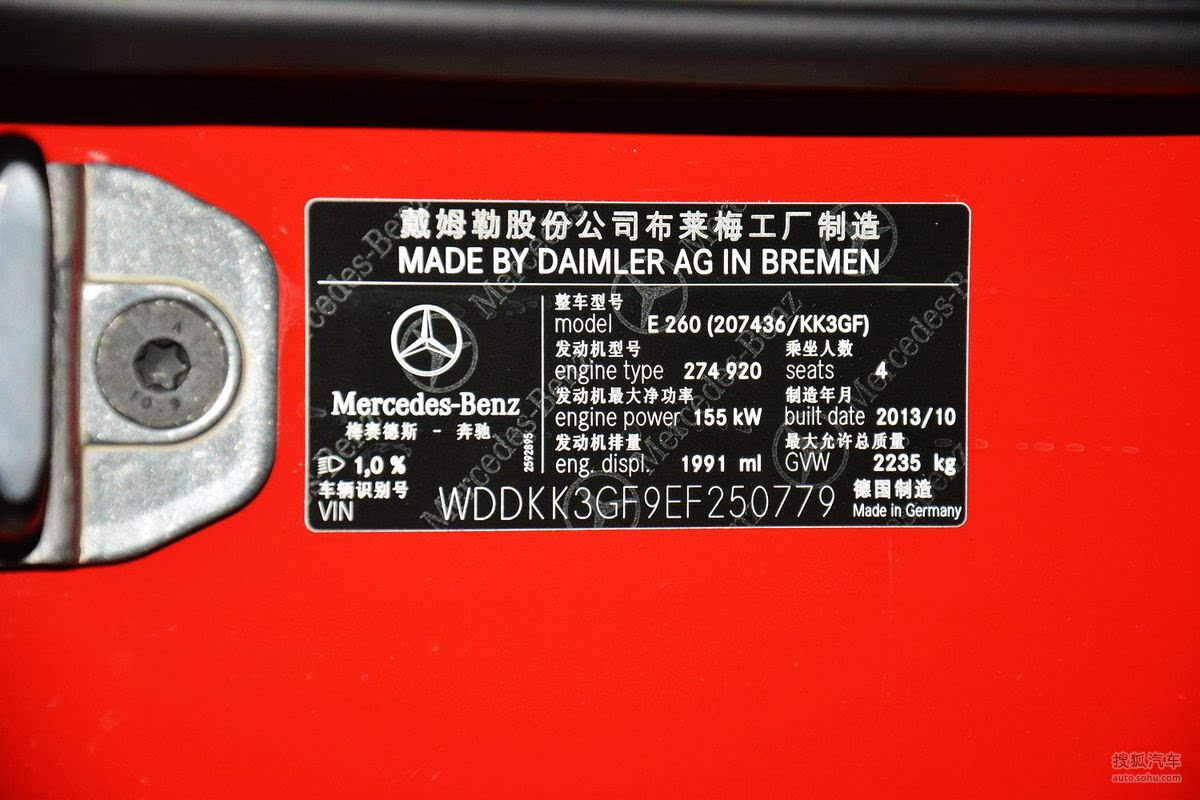 戴姆勒股份公司布莱梅工厂制造
MADE BY DAIMLER AG IN BREMEN
整车型号
model E 260 (207436/KK3GF)
发动机型号 乘坐人数
engine type 274 920 seats 4
发动机最大净功率 制造年月
engine power 155 kW built date 2013/10
发动机排量 最大允许总质量
eng. displ. 1991 ml GVW 2235 kg
Mercedes-Benz
梅赛德斯 - 奔驰
2592895
1,0 %
车辆识别号
VIN WDDKK3GF9EF250779
德国制造
Made in Germany
4
10 9
搜狐汽车
auto.sohu.com